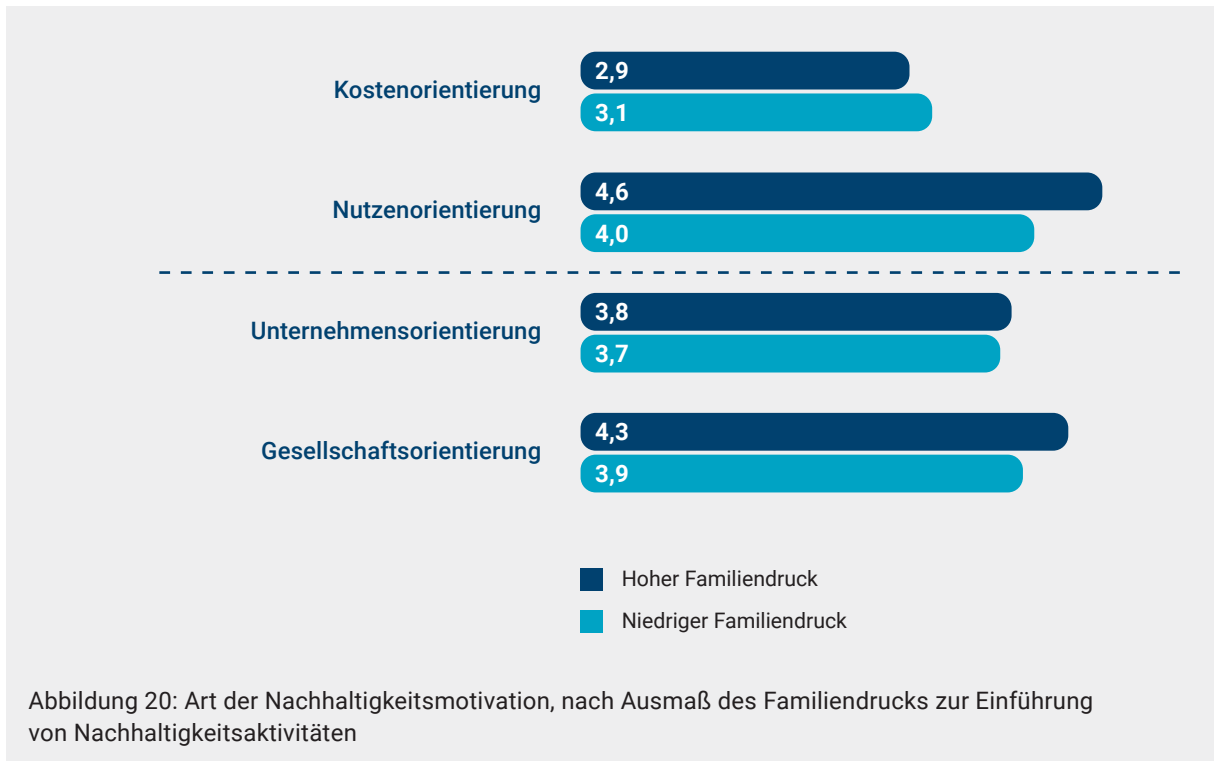 Kostenorientierung
2,9
3,1
Nutzenorientierung
4,6
4,0
Unternehmensorientierung
3,8
3,7
Gesellschaftsorientierung
4,3
3,9
Hoher Familiendruck
Niedriger Familiendruck
Abbildung 20: Art der Nachhaltigkeitsmotivation, nach Ausmaß des Familiendrucks zur Einführung
von Nachhaltigkeitsaktivitäten